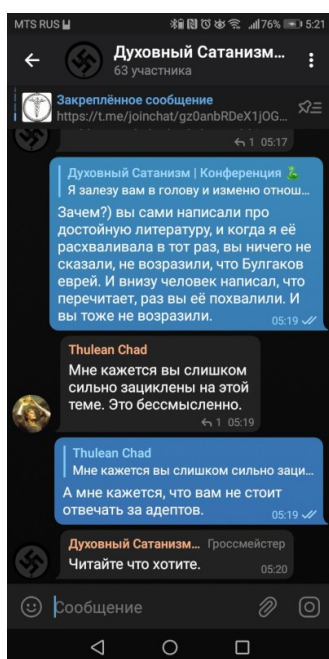 MTS RUS 76% 5:21
Духовный Сатанизм...
63 участника
Закреплённое сообщение
https://t.me/joinchat/gz0anbRDeX1jOG...
1 05:17
Духовный Сатанизм | Конференция
Я залезу вам в голову и изменю отнош...
Зачем?) вы сами написали про
достойную литературу, и когда я её
расхваливала в тот раз, вы ничего не
сказали, не возразили, что Булгаков
еврей. И внизу человек написал, что
перечитает, раз вы её похвалили. И
вы тоже не возразили.
05:19
Thulean Chad
Мне кажется вы слишком
сильно зациклены на этой
теме. Это бессмысленно.
1 05:19
Thulean Chad
Мне кажется вы слишком сильно заци...
А мне кажется, что вам не стоит
отвечать за адептов.
05:19
Духовный Сатанизм... Гроссмейстер
Читайте что хотите.
05:20
Сообщение